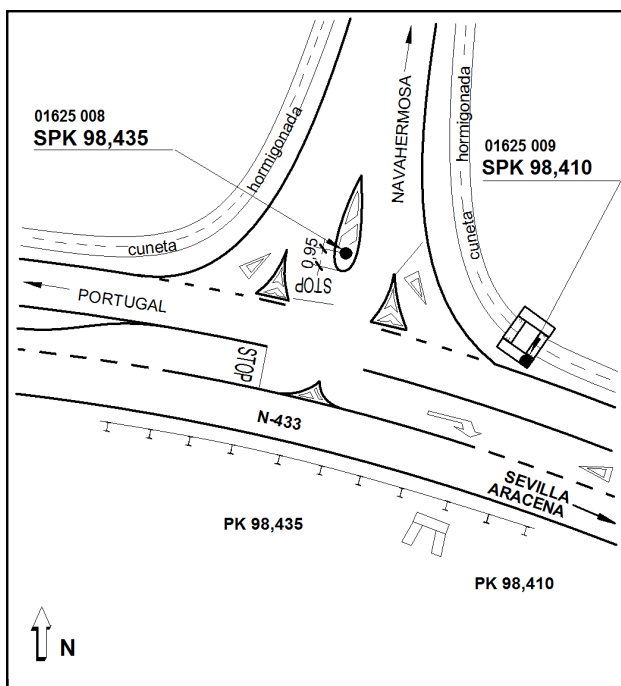 01625 008
SPK 98,435
hormigonada
cuneta
NAVAHERMOSA
hormigonada
cuneta
01625 009
SPK 98,410
0,95
STOP
PORTUGAL
STOP
N-433
SEVILLA
ARACENA
PK 98,435
PK 98,410
N